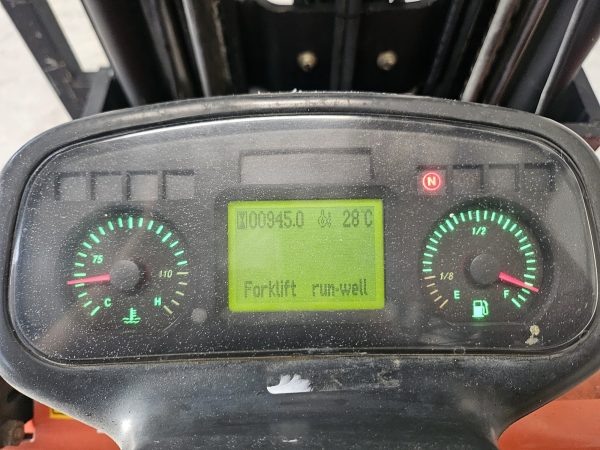 N
00945.0 28°C
Forklift run-well
75
110
C H
1/2
1/8
E F